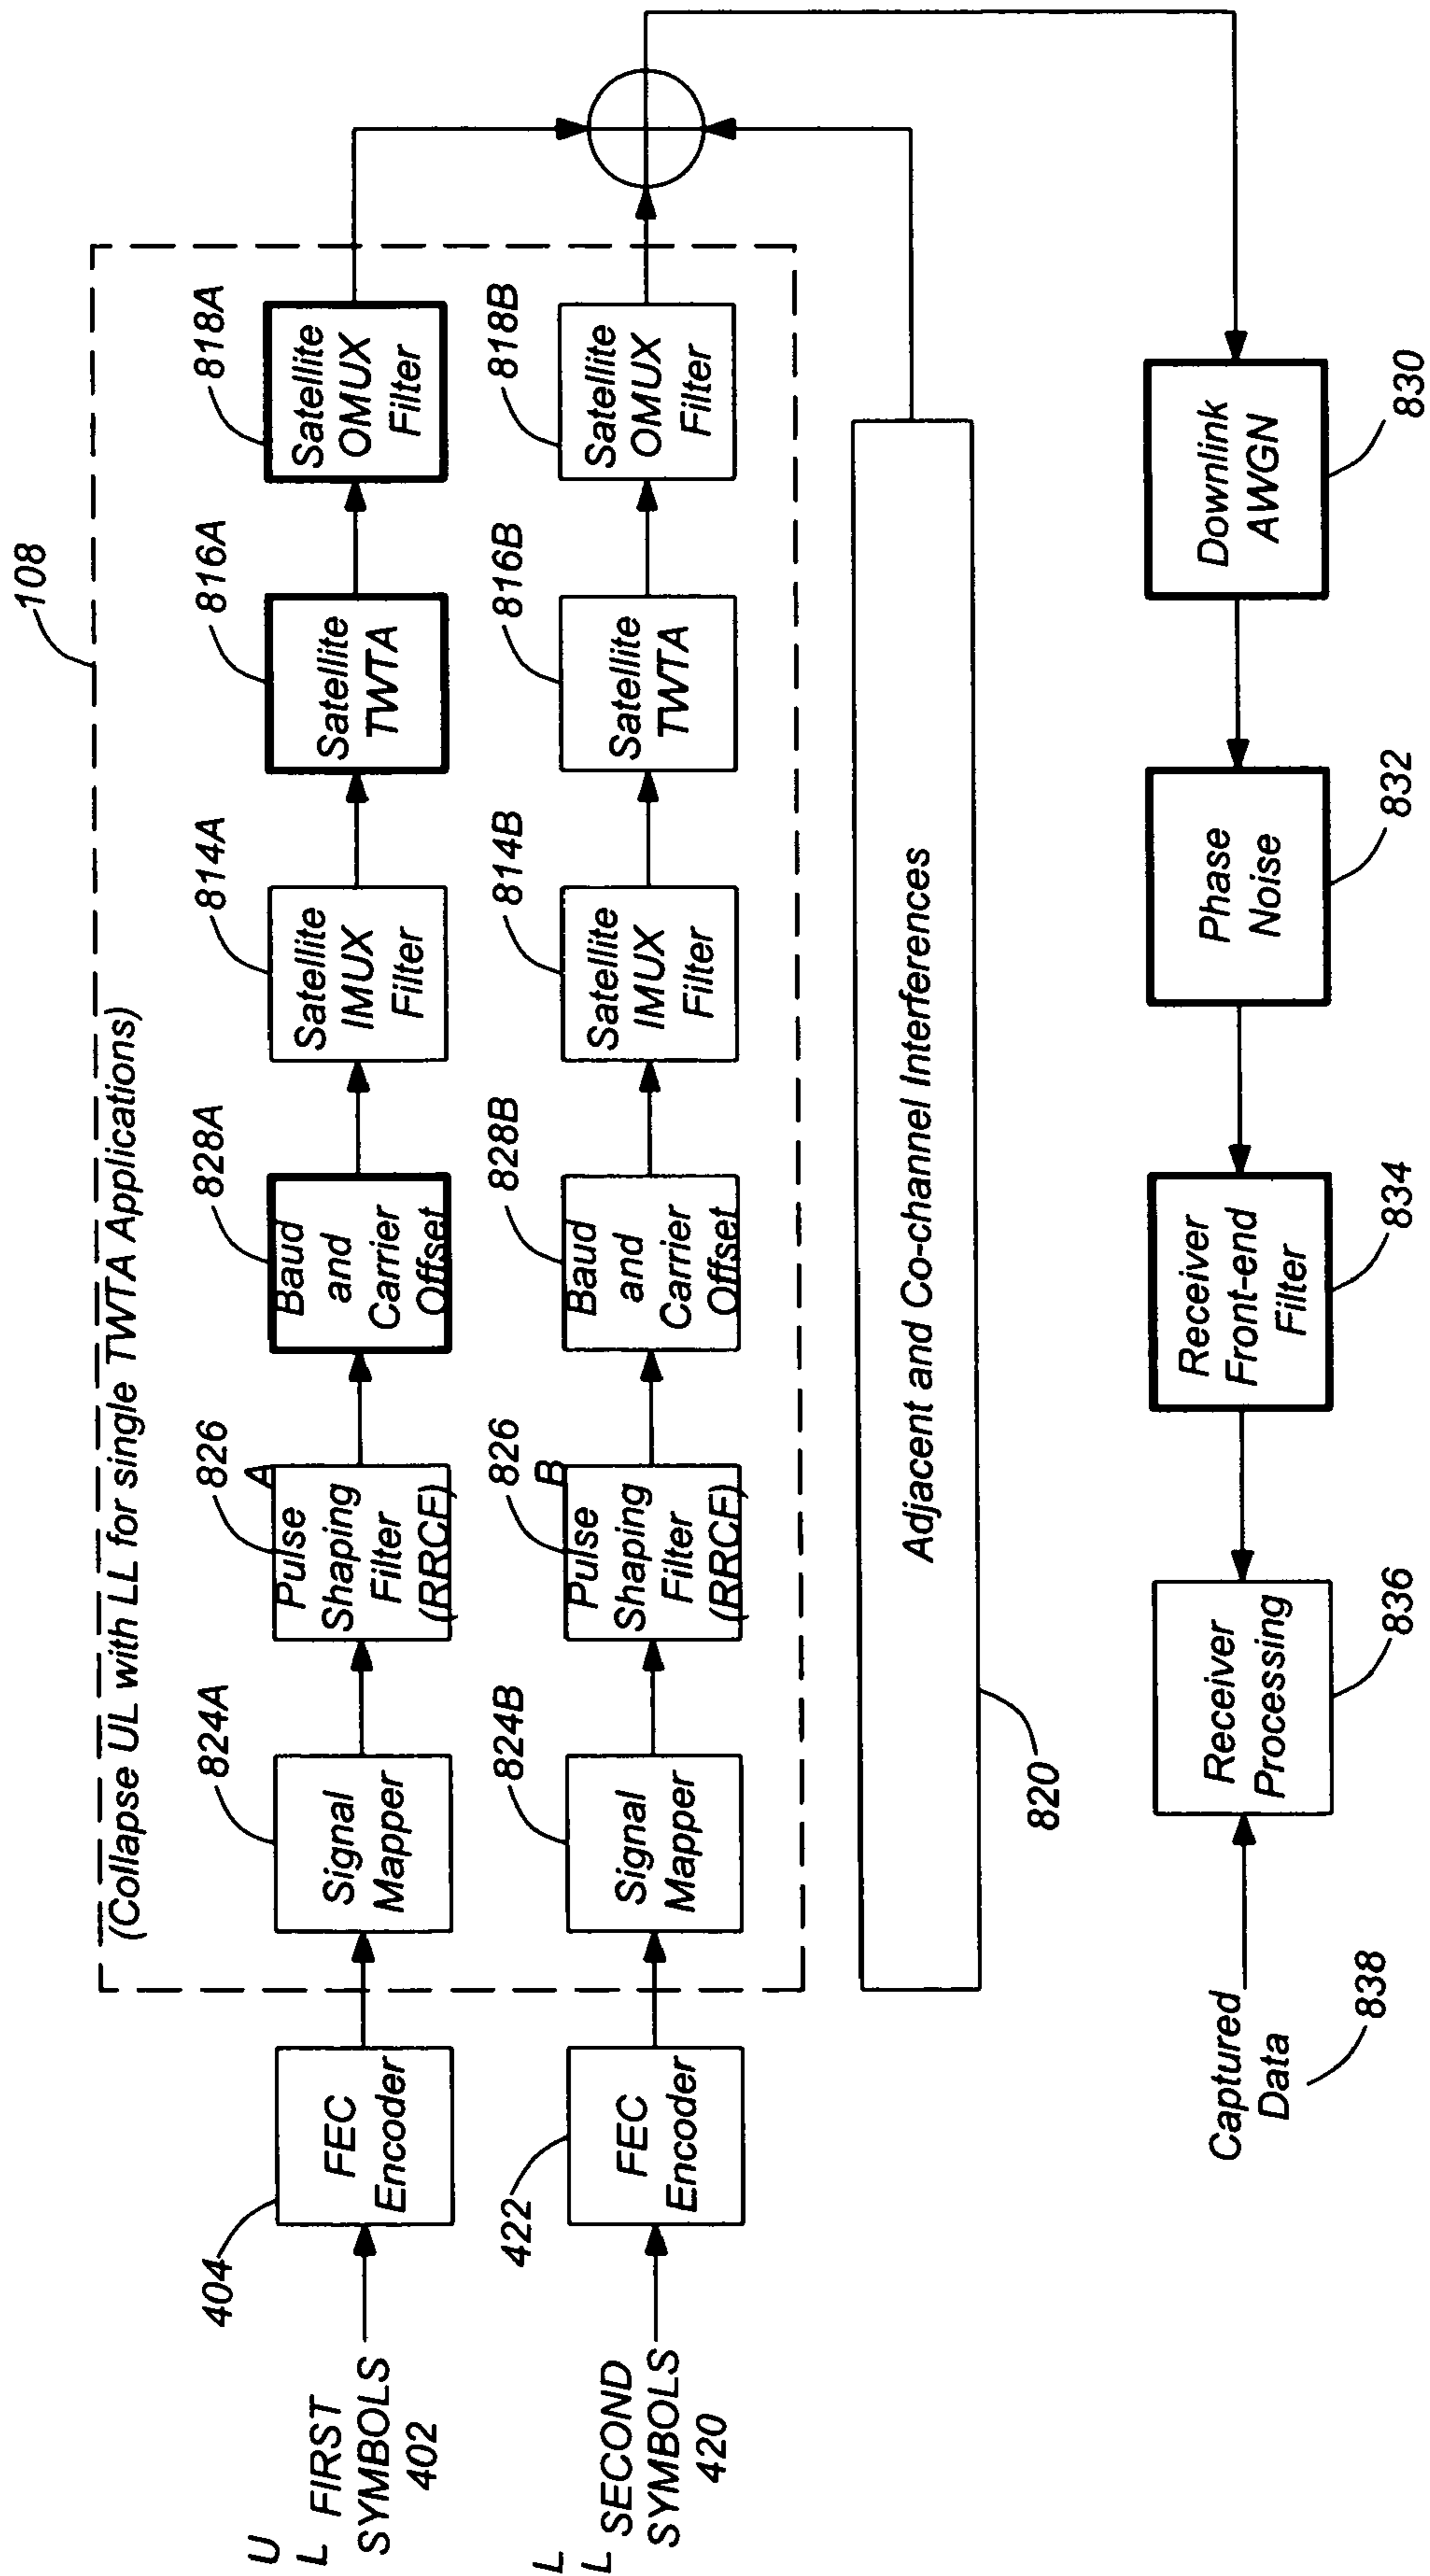 108
(Collapse UL with LL for single TWTA Applications)
U
L
FIRST
SYMBOLS
402
404
FEC
Encoder
824A
Signal
Mapper
826
A
Pulse
Shaping
Filter
(RRCF)
828A
Baud
and
Carrier
Offset
814A
Satellite
IMUX
Filter
816A
Satellite
TWTA
818A
Satellite
OMUX
Filter
L
L
SECOND
SYMBOLS
420
422
FEC
Encoder
824B
Signal
Mapper
826
B
Pulse
Shaping
Filter
(RRCF)
828B
Baud
and
Carrier
Offset
814B
Satellite
IMUX
Filter
816B
Satellite
TWTA
818B
Satellite
OMUX
Filter
Adjacent and Co-channel Interferences
820
Captured
Data
838
Receiver
Processing
836
Receiver
Front-end
Filter
834
Phase
Noise
832
Downlink
AWGN
830